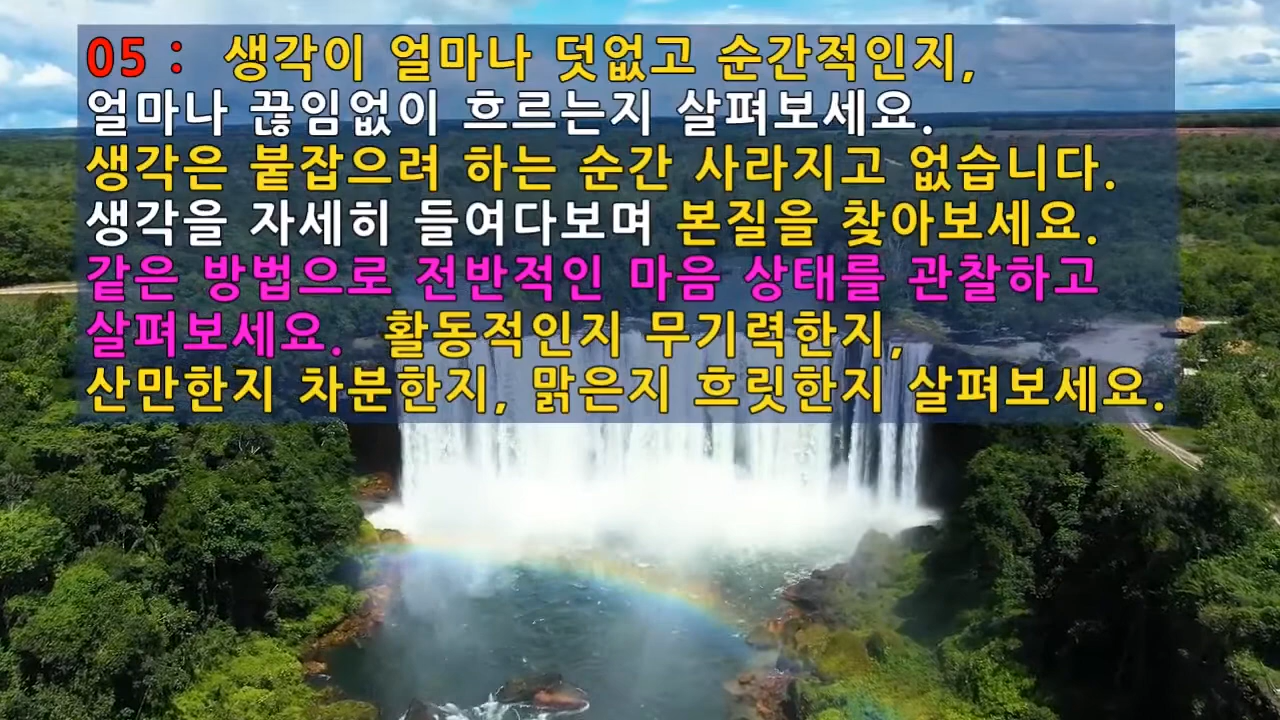 05 : 생각이 얼마나 덧없고 순간적인지,
얼마나 끊임없이 흐르는지 살펴보세요.
생각은 붙잡으려 하는 순간 사라지고 없습니다.
생각을 자세히 들여다보며 본질을 찾아보세요.
같은 방법으로 전반적인 마음 상태를 관찰하고
살펴보세요. 활동적인지 무기력한지,
산만한지 차분한지, 맑은지 흐릿한지 살펴보세요.